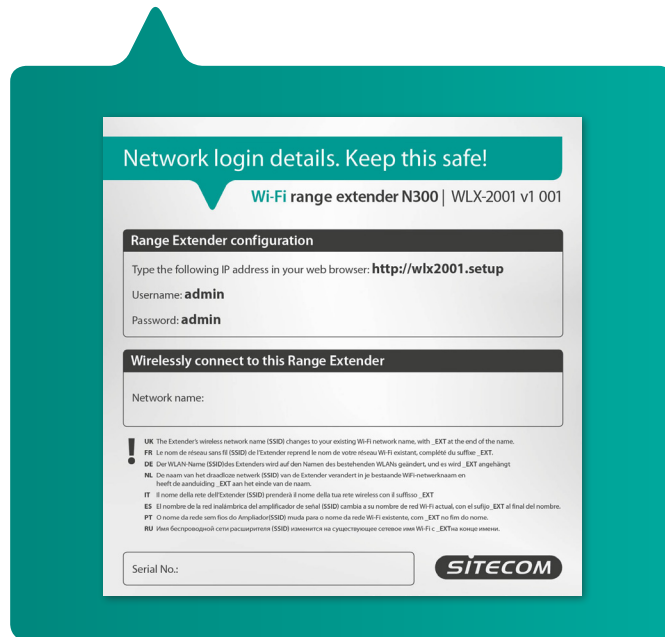 Network login details. Keep this safe!
Wi-Fi range extender N300 | WLX-2001 v1 001
Range Extender configuration
Type the following IP address in your web browser: http://wlx2001.setup
Username: admin
Password: admin
Wirelessly connect to this Range Extender
Network name:
! UK The Extender's wireless network name (SSID) changes to your existing Wi-Fi network name, with _EXT at the end of the name.
FR Le nom de réseau sans fil (SSID) de l'Extender reprend le nom de votre réseau Wi-Fi existant, complété du suffixe _EXT.
DE Der WLAN-Name (SSID)des Extenders wird auf den Namen des bestehenden WLANs geändert, und es wird _EXT angehängt
NL De naam van het draadloze netwerk (SSID) van de Extender verandert in je bestaande WiFi-netwerknaam en
heeft de aanduiding _EXT aan het einde van de naam.
IT Il nome della rete dell'Extender (SSID) prenderà il nome della tua rete wireless con il suffisso _EXT
ES El nombre de la red inalámbrica del amplificador de señal (SSID) cambia a su nombre de red Wi-Fi actual, con el sufijo _EXT al final del nombre.
PT O nome da rede sem fios do Ampliador(SSID) muda para o nome da rede Wi-Fi existente, com _EXT no fim do nome.
RU Имя беспроводной сети расширителя (SSID) изменится на существующее сетевое имя Wi-Fi с _EXTна конце имени.
Serial No.:
SITECOM